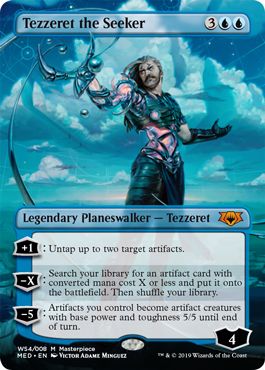 Tezzeret the Seeker 3
Legendary Planeswalker — Tezzeret
+1 : Untap up to two target artifacts.
-X : Search your library for an artifact card with
converted mana cost X or less and put it onto
the battlefield. Then shuffle your library.
-5 : Artifacts you control become artifact creatures
with base power and toughness 5/5 until end
of turn.
4
WS4/008 M Masterpiece
MED • EN Victor Adame Minguez
™ & © 2019 Wizards of the Coast